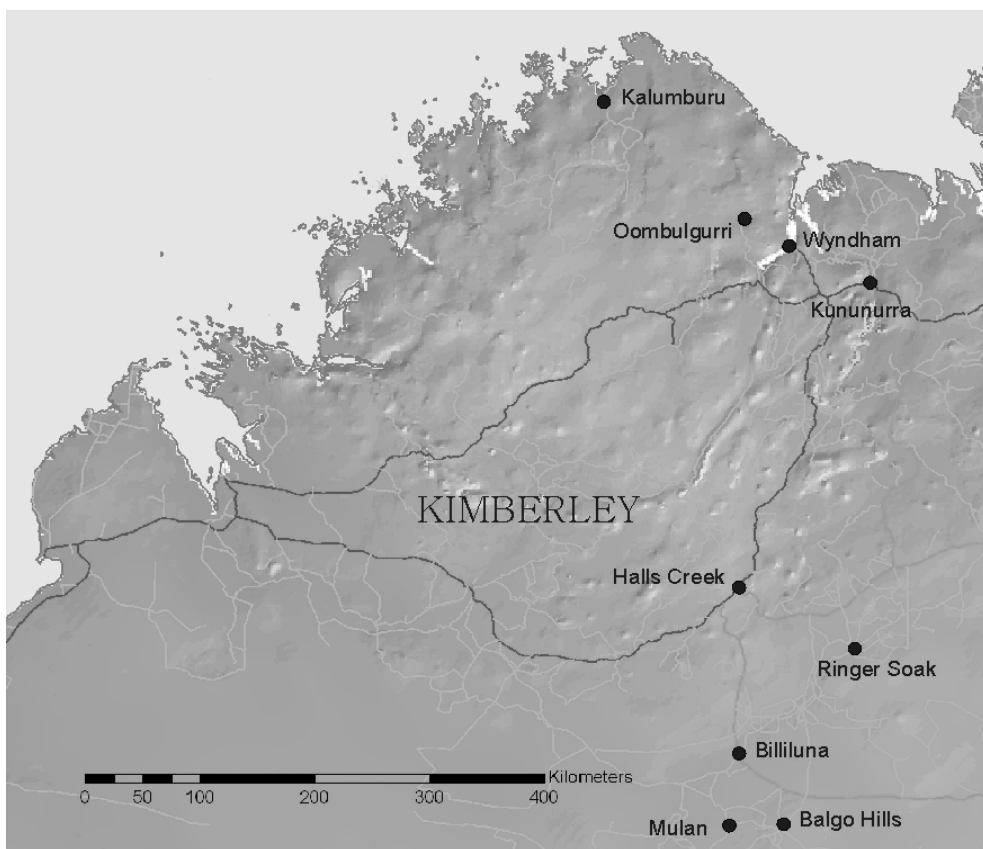 Kalumburu
Oombulgurri
Wyndham
Kununurra
KIMBERLEY
Halls Creek
Ringer Soak
Billiluna
Kilometers
0 50 100 200 300 400
Mulan
Balgo Hills